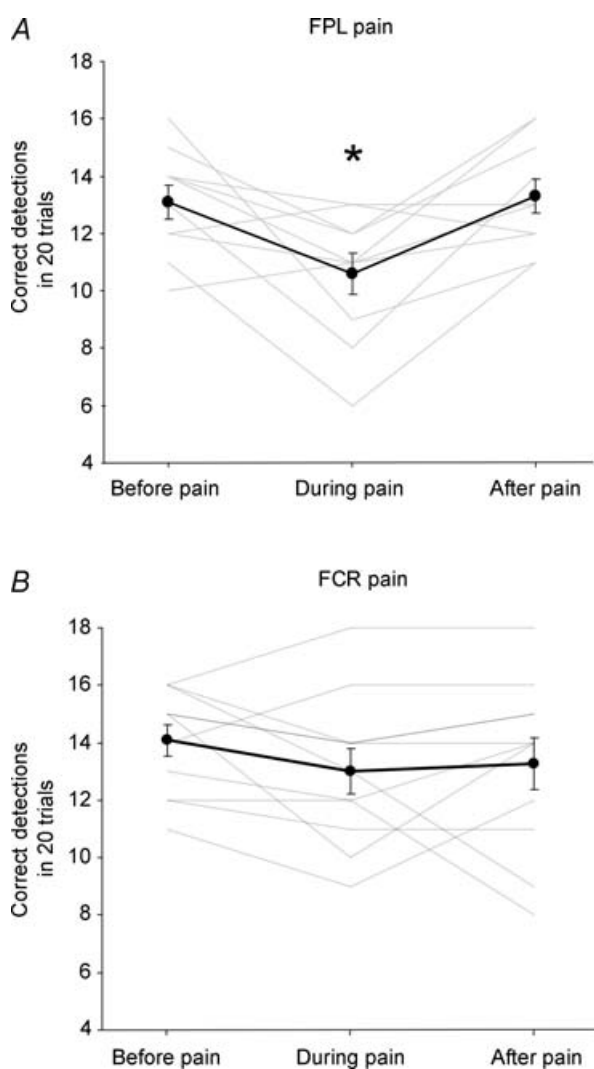 A
FPL pain
18
16
14
12
10
8
6
4
Correct detections
in 20 trials
*
Before pain During pain After pain
B
FCR pain
18
16
14
12
10
8
6
4
Correct detections
in 20 trials
Before pain During pain After pain